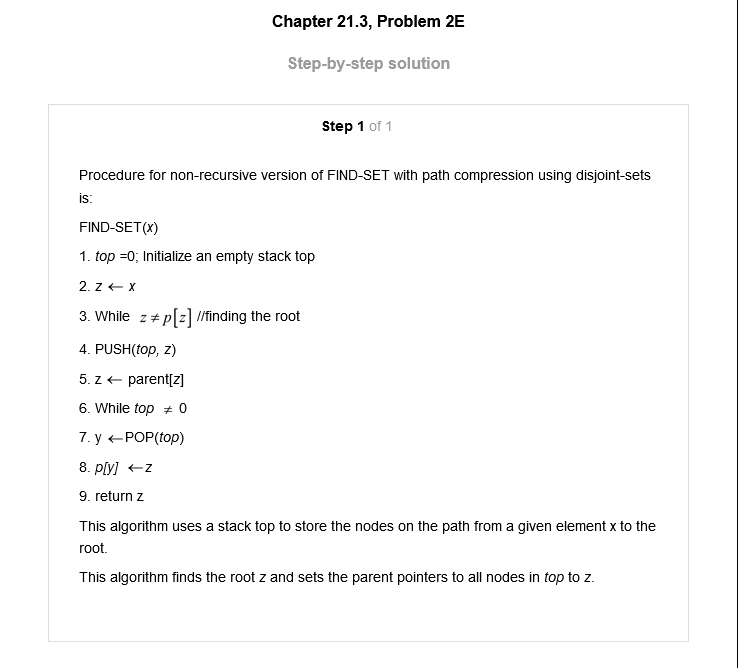 Chapter 21.3, Problem 2E
Step-by-step solution
Step 1 of 1
Procedure for non-recursive version of FIND-SET with path compression using disjoint-sets
is:
FIND-SET(x)
1. top =0; Initialize an empty stack top
2. z ← x
3. While z ≠ p[z] //finding the root
4. PUSH(top, z)
5. z ← parent[z]
6. While top ≠ 0
7. y ←POP(top)
8. p[y] ←z
9. return z
This algorithm uses a stack top to store the nodes on the path from a given element x to the
root.
This algorithm finds the root z and sets the parent pointers to all nodes in top to z.